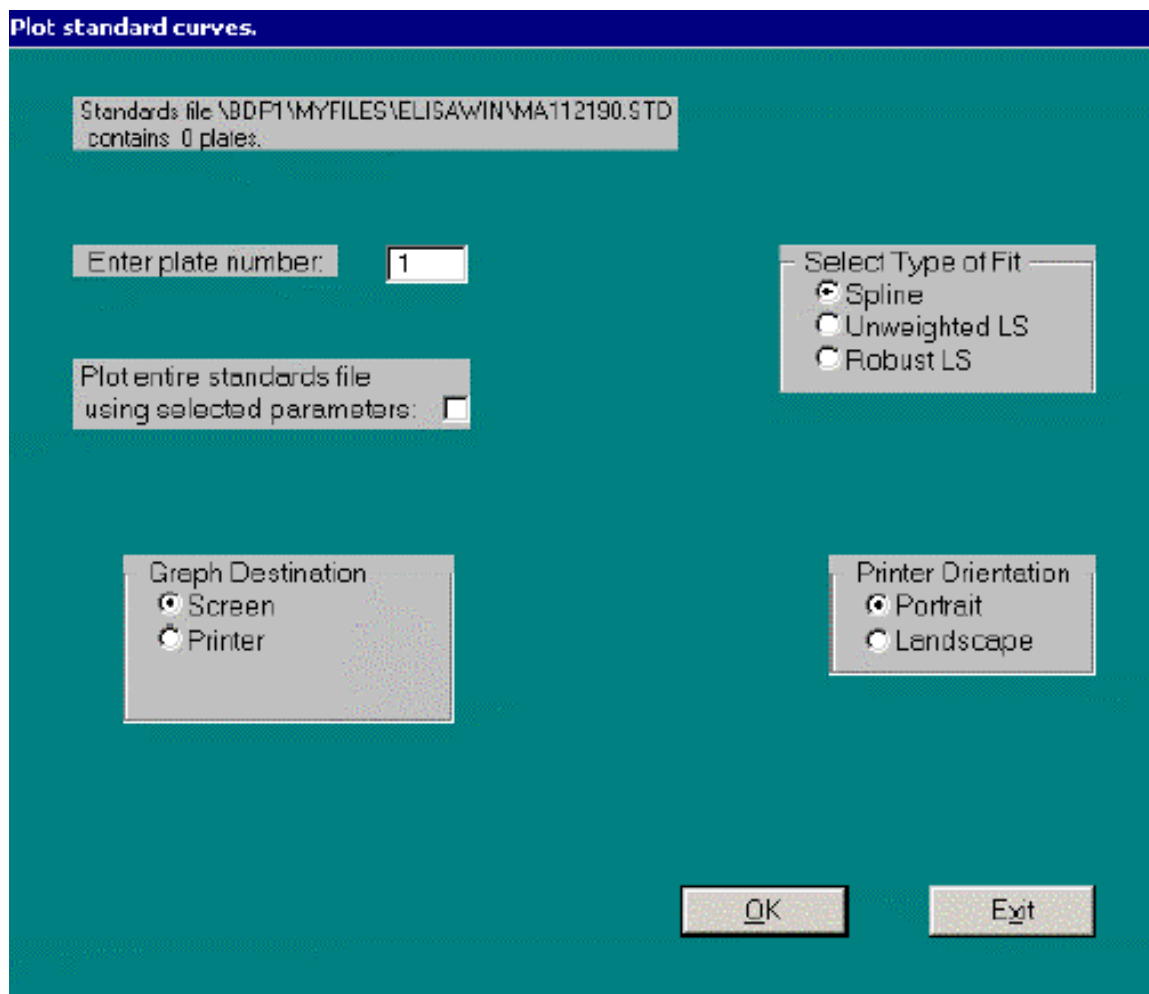 Plot standard curves.
Standards file \BDP1\MYFILES\ELISAWIN\MA112190.STD
contains 0 plates.
Enter plate number: 1
Select Type of Fit
Spline
Unweighted LS
Robust LS
Plot entire standards file
using selected parameters:
Graph Destination
Screen
Printer
Printer Orientation
Portrait
Landscape
OK
Exit